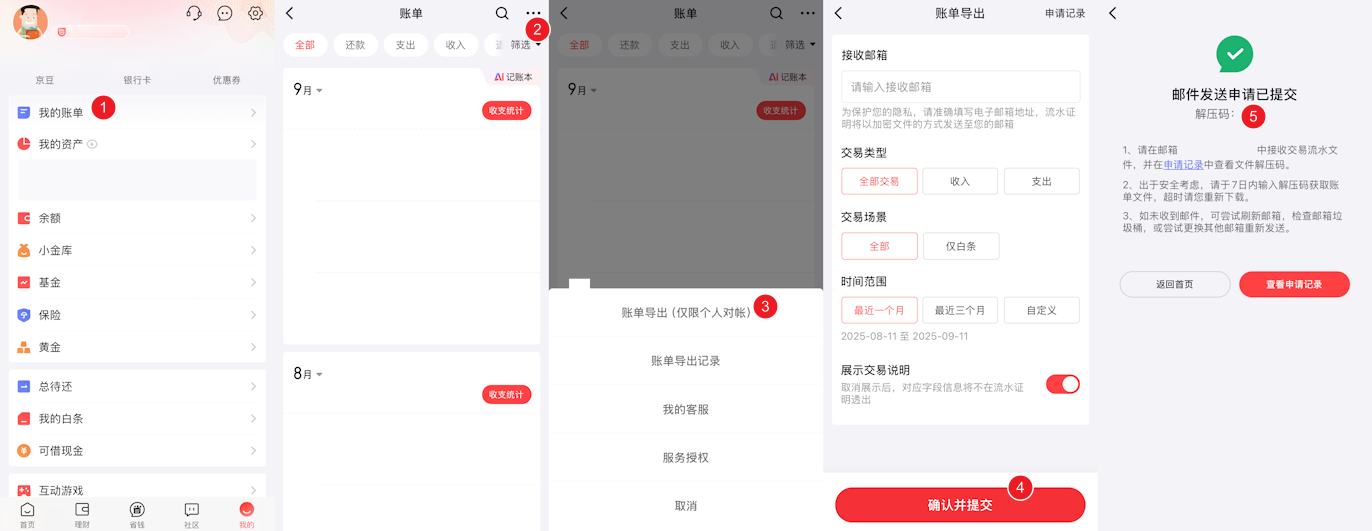 京豆
银行卡
优惠券
我的账单
1
我的资产
余额
小金库
基金
保险
黄金
总待还
我的白条
可借现金
互动游戏
首页
理财
省
省钱
社区
我的
账单
2
全部
还款
支出
收入
筛选
AI 记账本
9月
收支统计
8月
收支统计
账单
全部
还款
支出
收入
筛选
AI 记账本
9月
收支统计
账单导出（仅限个人对帐）
3
账单导出记录
我的客服
服务授权
取消
账单导出
申请记录
接收邮箱
请输入接收邮箱
为保护您的隐私，请准确填写电子邮箱地址，流水证
明将以加密文件的方式发送至您的邮箱
交易类型
全部交易
收入
支出
交易场景
全部
仅白条
时间范围
最近一个月
最近三个月
自定义
2025-08-11 至 2025-09-11
展示交易说明
取消展示后，对应字段信息将不在流水证
明透出
4
确认并提交
邮件发送申请已提交
解压码：
5
1、请在邮箱 中接收交易流水文
件，并在申请记录中查看文件解压码。
2、出于安全考虑，请于7日内输入解压码获取账
单文件，超时请您重新下载。
3、如未收到邮件，可尝试刷新邮箱，检查邮箱垃
圾桶，或尝试更换其他邮箱重新发送。
返回首页
查看申请记录